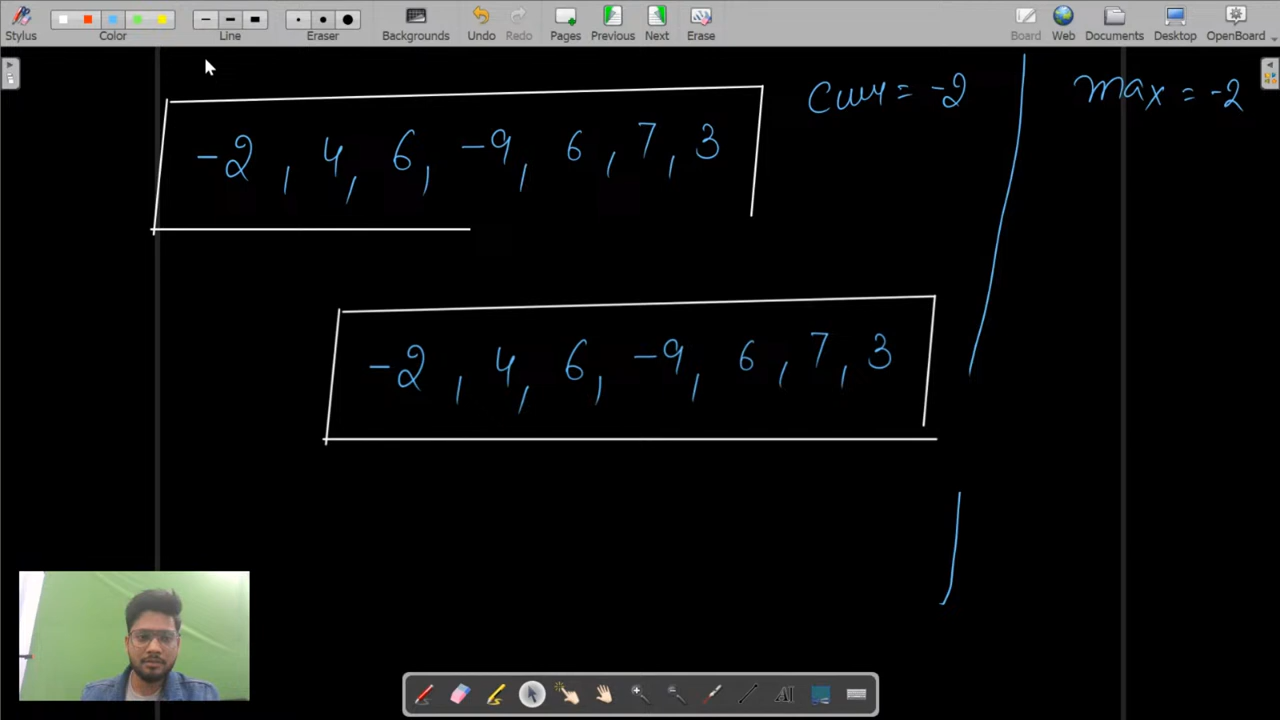 Stylus Color Line Eraser Backgrounds Undo Redo Pages Previous Next Erase Board Web Documents Desktop OpenBoard
-2, 4, 6, -9, 6, 7, 3
curr = -2
max = -2
-2, 4, 6, -9, 6, 7, 3
AI